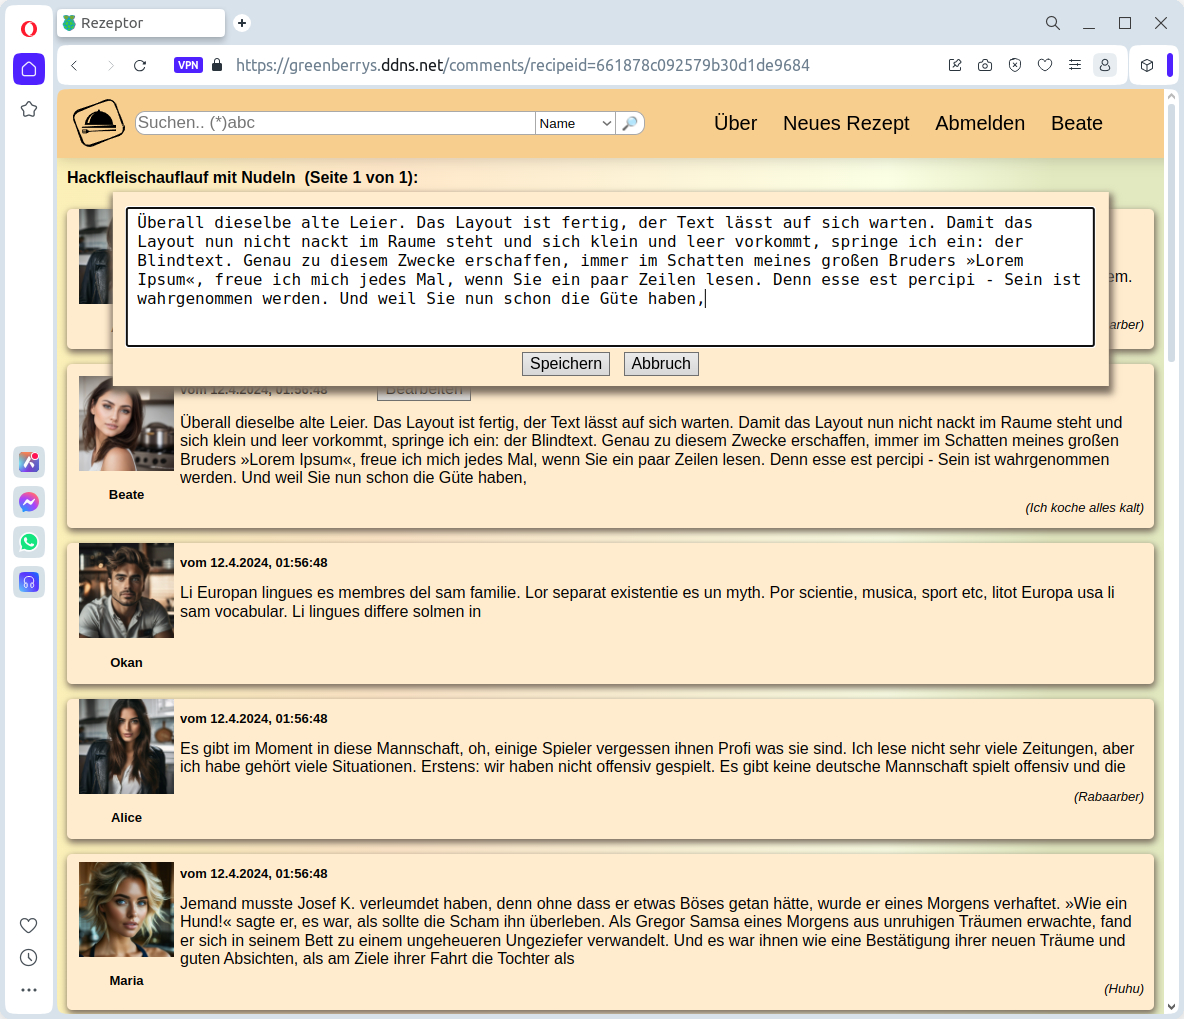 Rezeptor
VPN https://greenberrys.ddns.net/comments/recipeid=661878c092579b30d1de9684
Suchen.. (*)abc Name Über Neues Rezept Abmelden Beate
Hackfleischauflauf mit Nudeln (Seite 1 von 1):
Überall dieselbe alte Leier. Das Layout ist fertig, der Text lässt auf sich warten. Damit das
Layout nun nicht nackt im Raume steht und sich klein und leer vorkommt, springe ich ein: der
Blindtext. Genau zu diesem Zwecke erschaffen, immer im Schatten meines großen Bruders »Lorem
Ipsum«, freue ich mich jedes Mal, wenn Sie ein paar Zeilen lesen. Denn esse est percipi - Sein ist
wahrgenommen werden. Und weil Sie nun schon die Güte haben,
em.
arber)
Speichern Abbruch
vom 12.4.2024, 01:56:48 Bearbeiten
Überall dieselbe alte Leier. Das Layout ist fertig, der Text lässt auf sich warten. Damit das Layout nun nicht nackt im Raume steht und
sich klein und leer vorkommt, springe ich ein: der Blindtext. Genau zu diesem Zwecke erschaffen, immer im Schatten meines großen
Bruders »Lorem Ipsum«, freue ich mich jedes Mal, wenn Sie ein paar Zeilen lesen. Denn esse est percipi - Sein ist wahrgenommen
werden. Und weil Sie nun schon die Güte haben,
Beate
(Ich koche alles kalt)
vom 12.4.2024, 01:56:48
Li Europan lingues es membres del sam familie. Lor separat existentie es un myth. Por scientie, musica, sport etc, litot Europa usa li
sam vocabular. Li lingues differe solmen in
Okan
vom 12.4.2024, 01:56:48
Es gibt im Moment in diese Mannschaft, oh, einige Spieler vergessen ihnen Profi was sie sind. Ich lese nicht sehr viele Zeitungen, aber
ich habe gehört viele Situationen. Erstens: wir haben nicht offensiv gespielt. Es gibt keine deutsche Mannschaft spielt offensiv und die
(Rabaarber)
Alice
vom 12.4.2024, 01:56:48
Jemand musste Josef K. verleumdet haben, denn ohne dass er etwas Böses getan hätte, wurde er eines Morgens verhaftet. »Wie ein
Hund!« sagte er, es war, als sollte die Scham ihn überleben. Als Gregor Samsa eines Morgens aus unruhigen Träumen erwachte, fand
er sich in seinem Bett zu einem ungeheueren Ungeziefer verwandelt. Und es war ihnen wie eine Bestätigung ihrer neuen Träume und
guten Absichten, als am Ziele ihrer Fahrt die Tochter als
Maria
(Huhu)